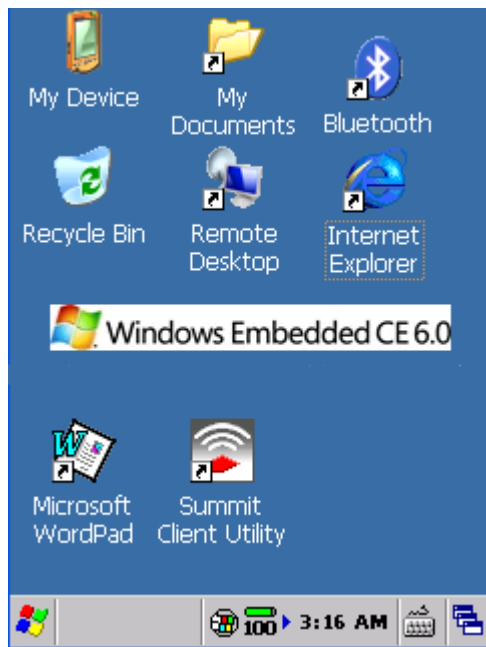 My Device
My
Documents
Bluetooth
Recycle Bin
Remote
Desktop
Internet
Explorer
Windows Embedded CE 6.0
Microsoft
WordPad
Summit
Client Utility
100
3:16 AM